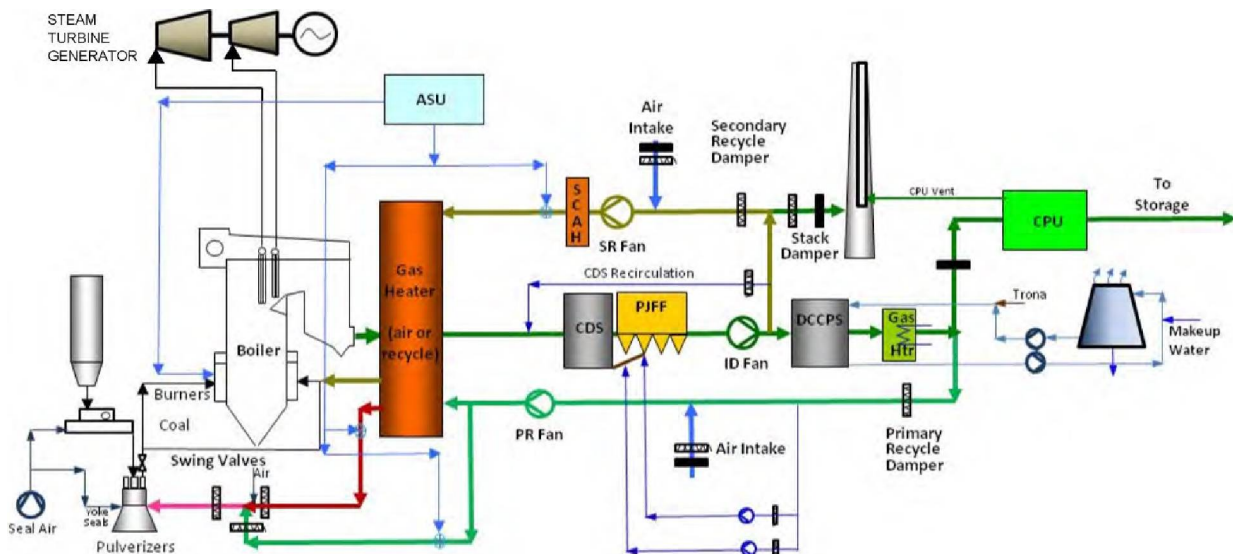 STEAM
TURBINE
GENERATOR
ASU
Air
Intake
Secondary
Recycle
Damper
CPU Vent
CPU
To
Storage
S
C
A
H
SR Fan
Stack
Damper
Gas
Heater
(air or
recycle)
CDS Recirculation
CDS
PJFF
ID Fan
DCCPS
Gas
Htr
Trona
Makeup
Water
Boiler
Burners
Coal
Swing Valves
Air
PR Fan
Air Intake
Primary
Recycle
Damper
Seal Air
Yoke
Seals
Pulverizers